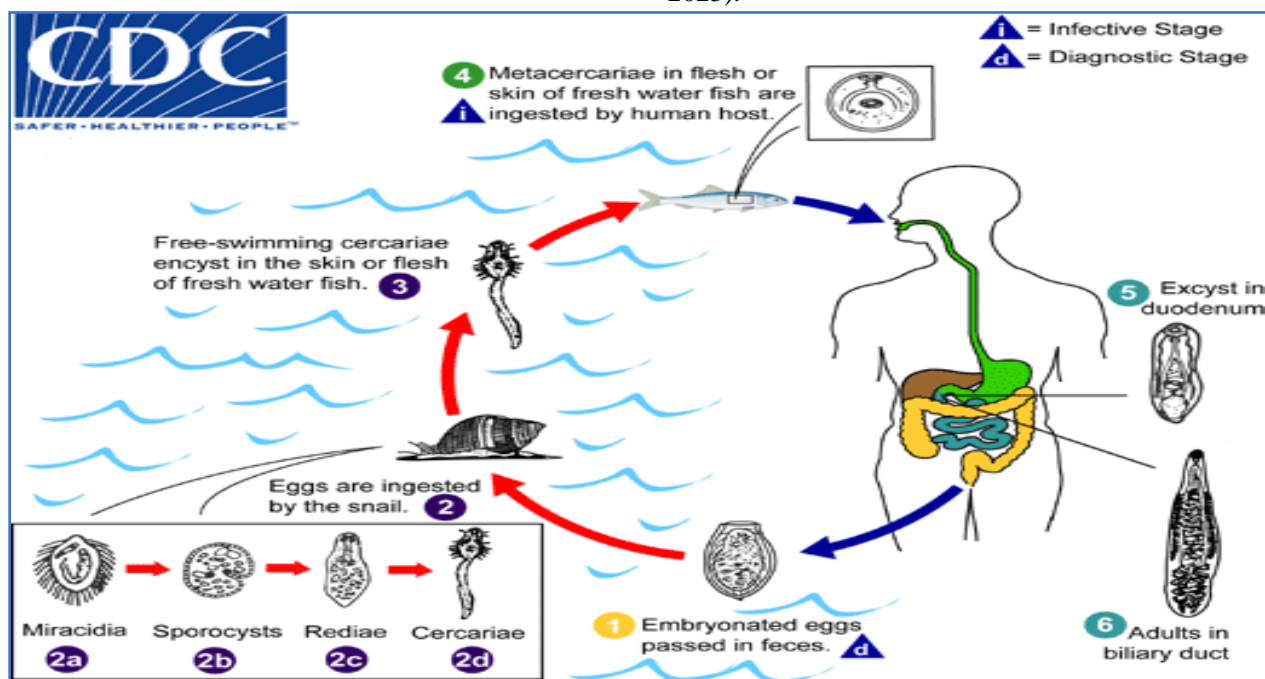 2023).
CDC
SAFER•HEALTHIER•PEOPLE™
i = Infective Stage
d = Diagnostic Stage
4 Metacercariae in flesh or
skin of fresh water fish are
i ingested by human host.
Free-swimming cercariae
encyst in the skin or flesh
of fresh water fish. 3
5 Excyst in
duodenum
Eggs are ingested
by the snail. 2
Miracidia Sporocysts Rediae Cercariae
2a 2b 2c 2d
1 Embryonated eggs
passed in feces. d
6 Adults in
biliary duct